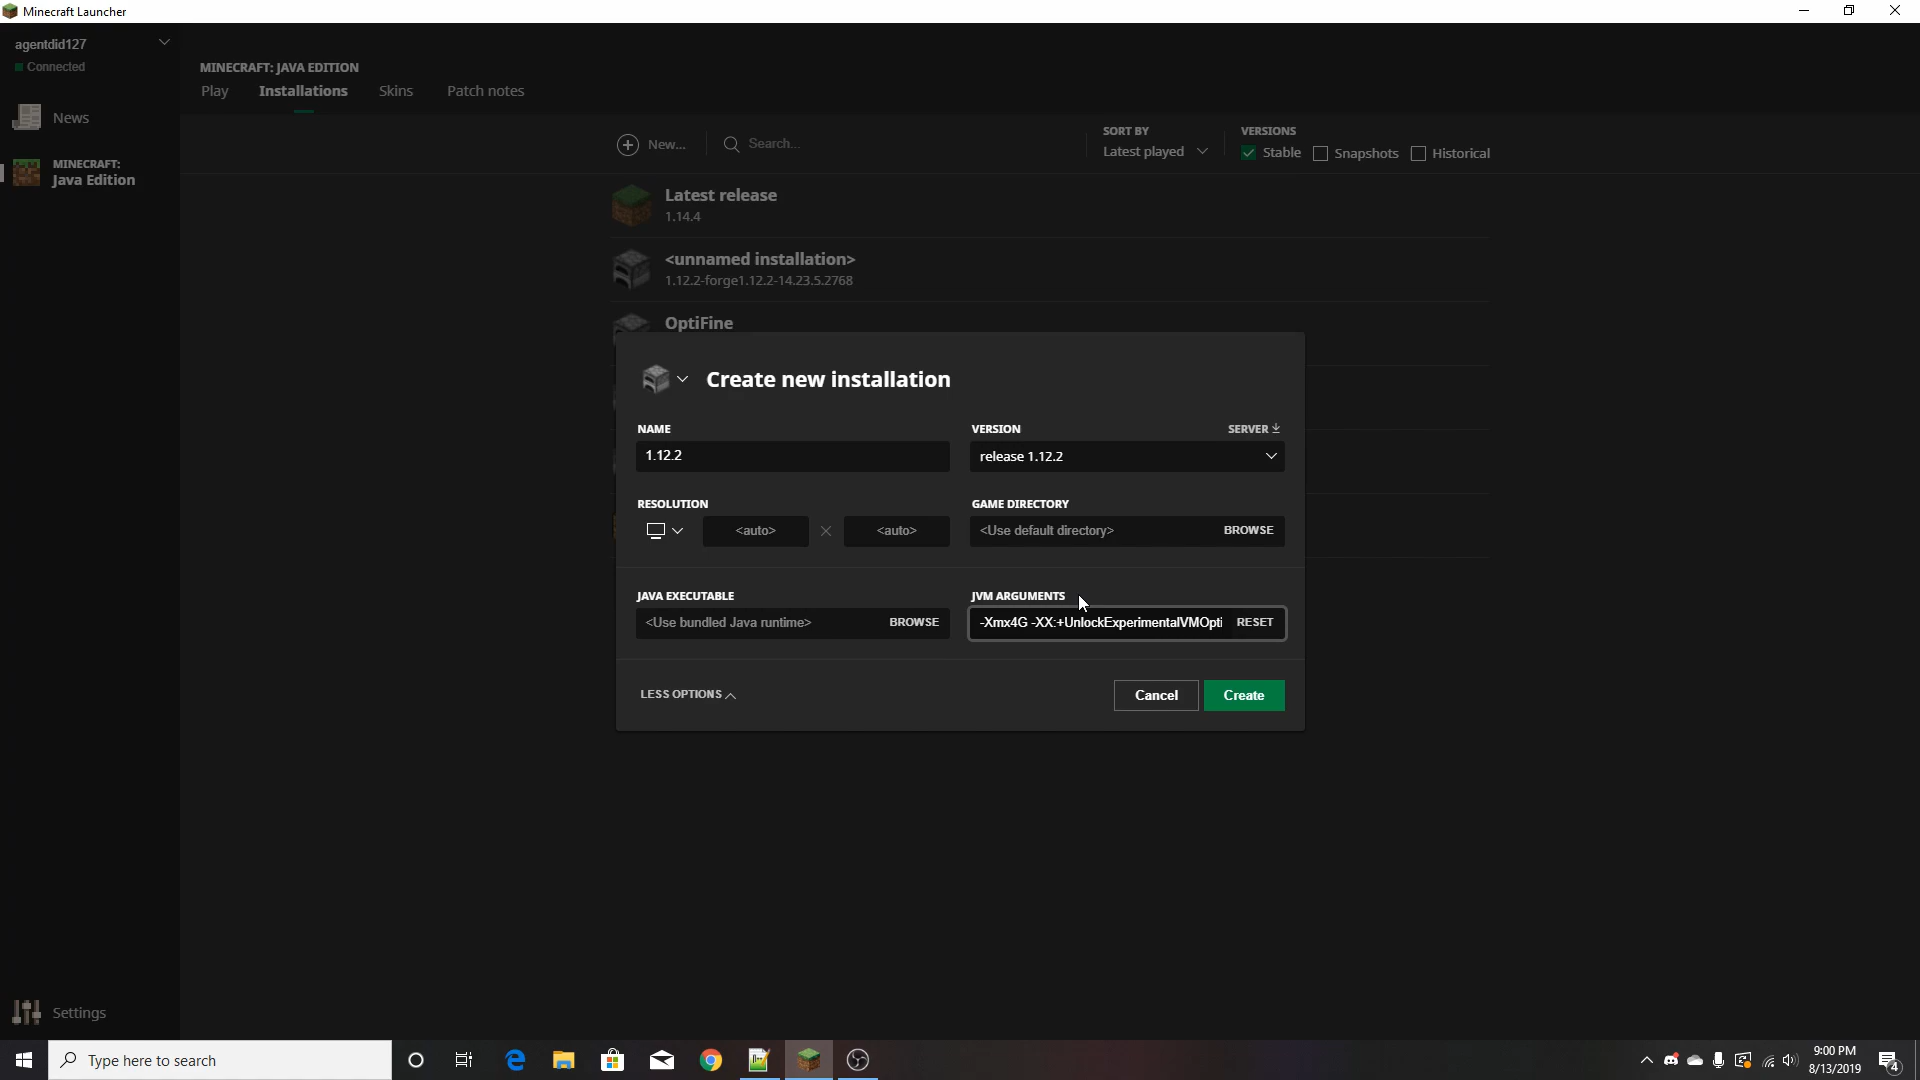 Minecraft Launcher
agentdid127
Connected
News
MINECRAFT:
Java Edition
Settings
MINECRAFT: JAVA EDITION
Play Installations Skins Patch notes
New... Search...
SORT BY
Latest played
VERSIONS
Stable Snapshots Historical
Latest release
1.14.4
<unnamed installation>
1.12.2-forge1.12.2-14.23.5.2768
OptiFine
Create new installation
NAME
1.12.2
VERSION SERVER
release 1.12.2
RESOLUTION
<auto> <auto>
GAME DIRECTORY
<Use default directory> BROWSE
JAVA EXECUTABLE
<Use bundled Java runtime> BROWSE
JVM ARGUMENTS
-Xmx4G -XX:+UnlockExperimentalVMOpti RESET
LESS OPTIONS
Cancel Create
Type here to search
9:00 PM
8/13/2019
4